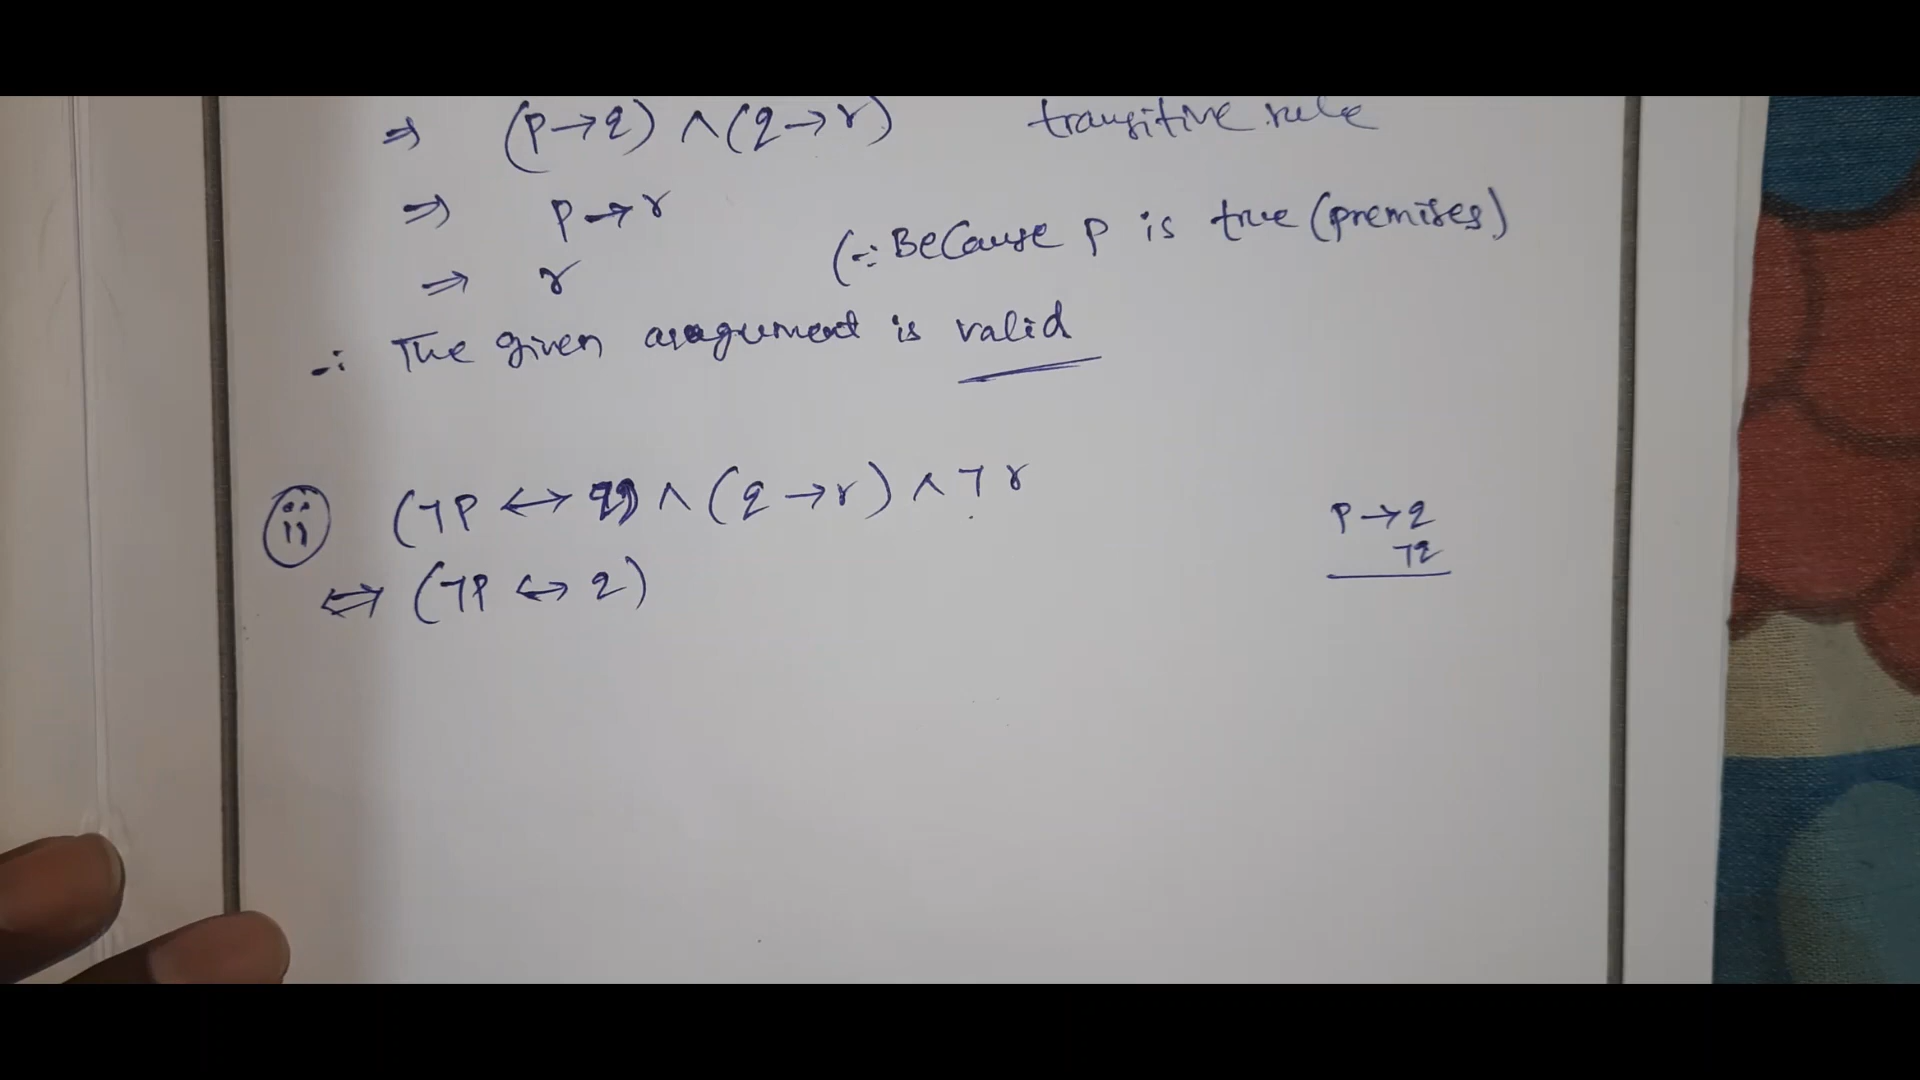 ⇒ (P→q) ∧ (q→r) transitive rule
⇒ P→r
(∵ Because P is true (premises)
⇒ r
∴ The given argument is valid
(ii) (¬P ↔ q) ∧ (q → r) ∧ ¬ r
⇔ (¬P ↔ q)
P → q
¬q